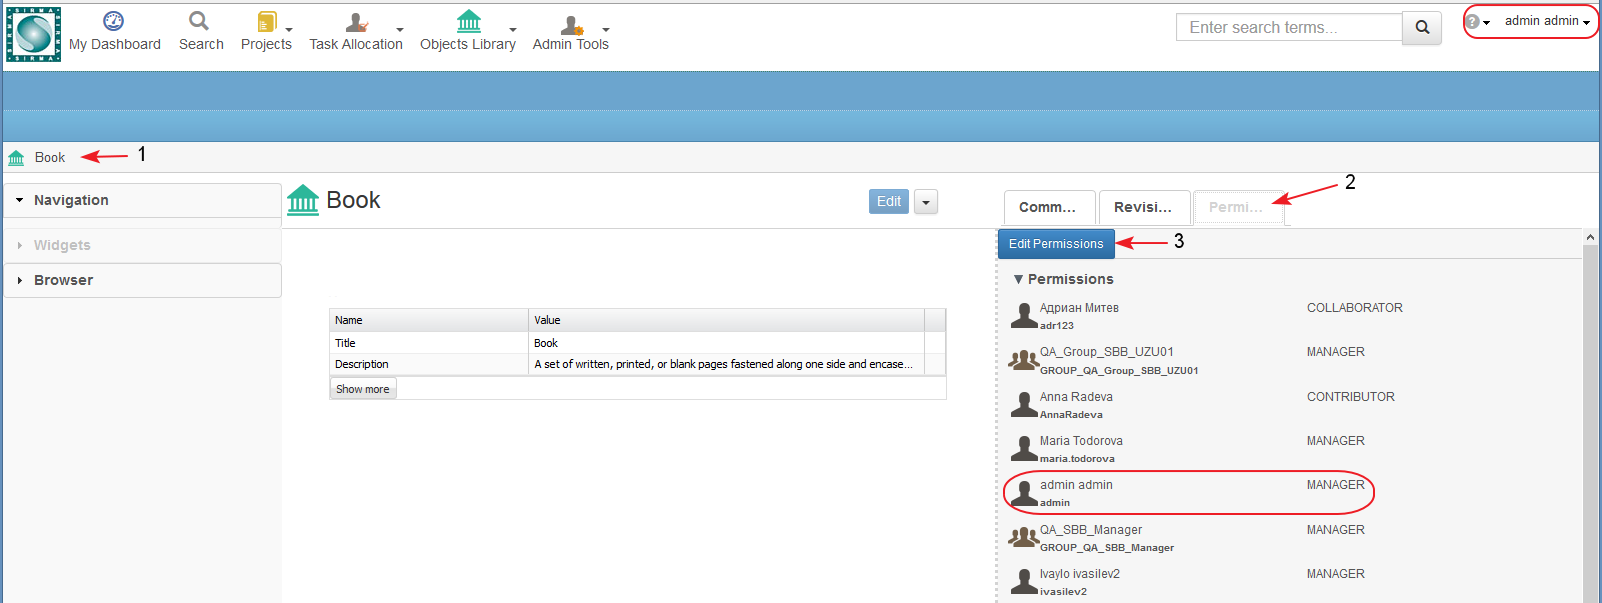 SIRMA SIRMA SIRMA SIRMA
My Dashboard
Search
Projects
Task Allocation
Objects Library
Admin Tools
Enter search terms...
?
admin admin
Book
1
Navigation
Widgets
Browser
Book
Edit
Comm...
Revisi...
Permi...
2
Edit Permissions
3
Permissions
Name Value
Title Book
Description A set of written, printed, or blank pages fastened along one side and encase...
Show more
Адриан Митев COLLABORATOR
adr123
QA_Group_SBB_UZU01 MANAGER
GROUP_QA_Group_SBB_UZU01
Anna Radeva CONTRIBUTOR
AnnaRadeva
Maria Todorova MANAGER
maria.todorova
admin admin MANAGER
admin
QA_SBB_Manager MANAGER
GROUP_QA_SBB_Manager
Ivaylo ivasilev2 MANAGER
ivasilev2